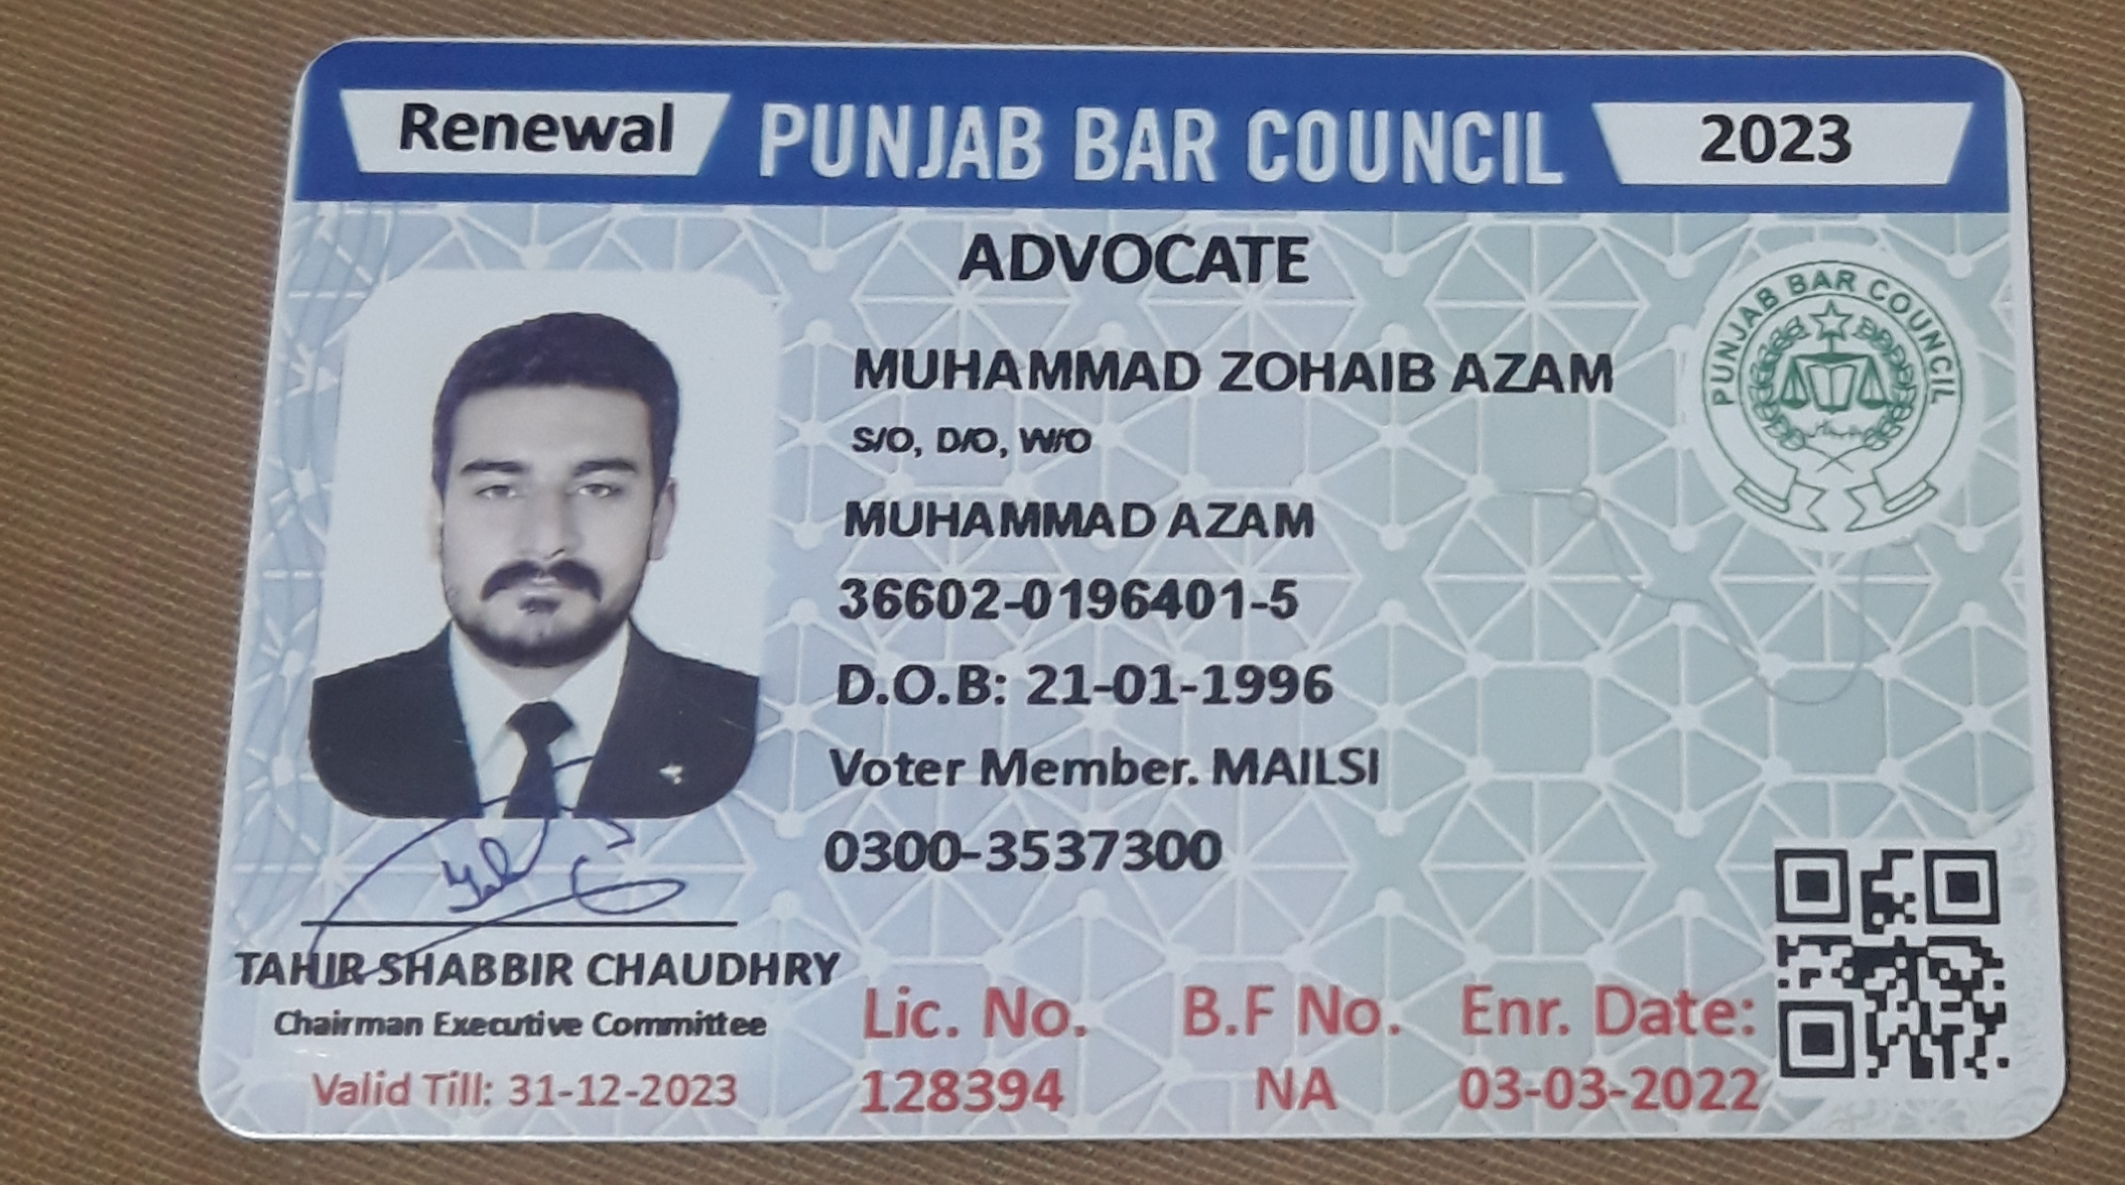 Renewal PUNJAB BAR COUNCIL 2023
ADVOCATE
PUNJAB BAR COUNCIL
MUHAMMAD ZOHAIB AZAM
S/O, D/O, W/O
MUHAMMAD AZAM
36602-0196401-5
D.O.B: 21-01-1996
Voter Member. MAILSI
0300-3537300
TAHIR SHABBIR CHAUDHRY
Chairman Executive Committee
Valid Till: 31-12-2023
Lic. No. B.F No. Enr. Date:
128394 NA 03-03-2022